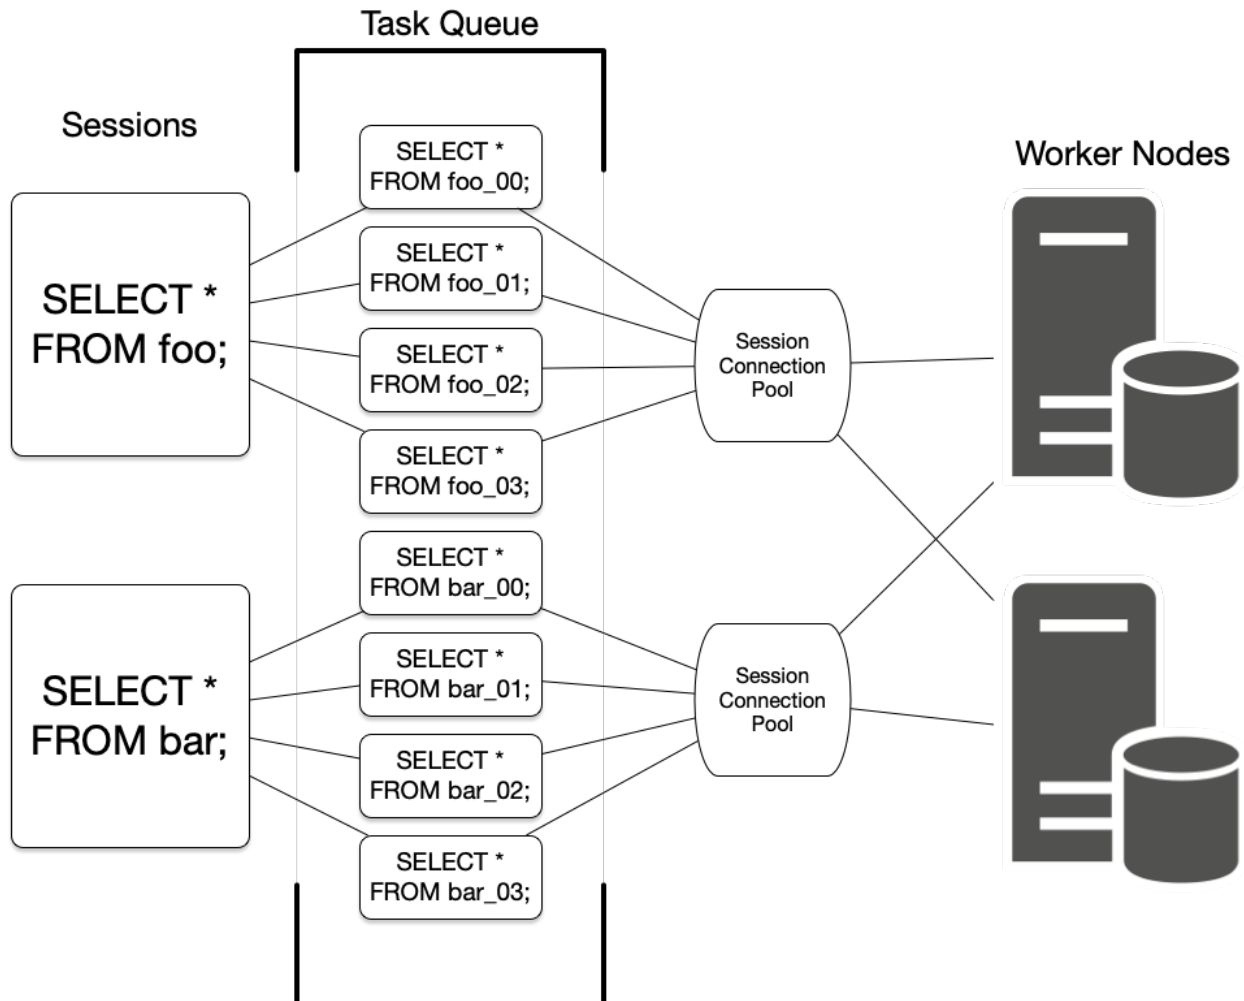 Task Queue
Sessions
Worker Nodes
SELECT *
FROM foo;
SELECT *
FROM foo_00;
SELECT *
FROM foo_01;
SELECT *
FROM foo_02;
SELECT *
FROM foo_03;
Session
Connection
Pool
SELECT *
FROM bar;
SELECT *
FROM bar_00;
SELECT *
FROM bar_01;
SELECT *
FROM bar_02;
SELECT *
FROM bar_03;
Session
Connection
Pool